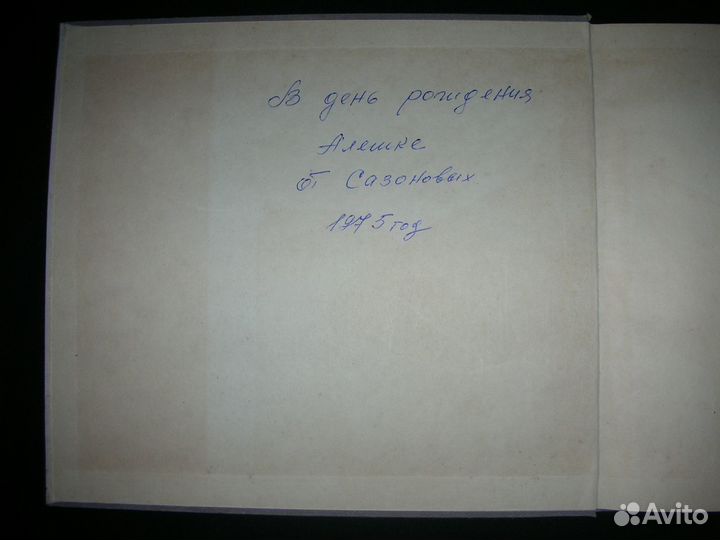 В день рождения
Алешке
от Сазоновых.
1975 год
Avito